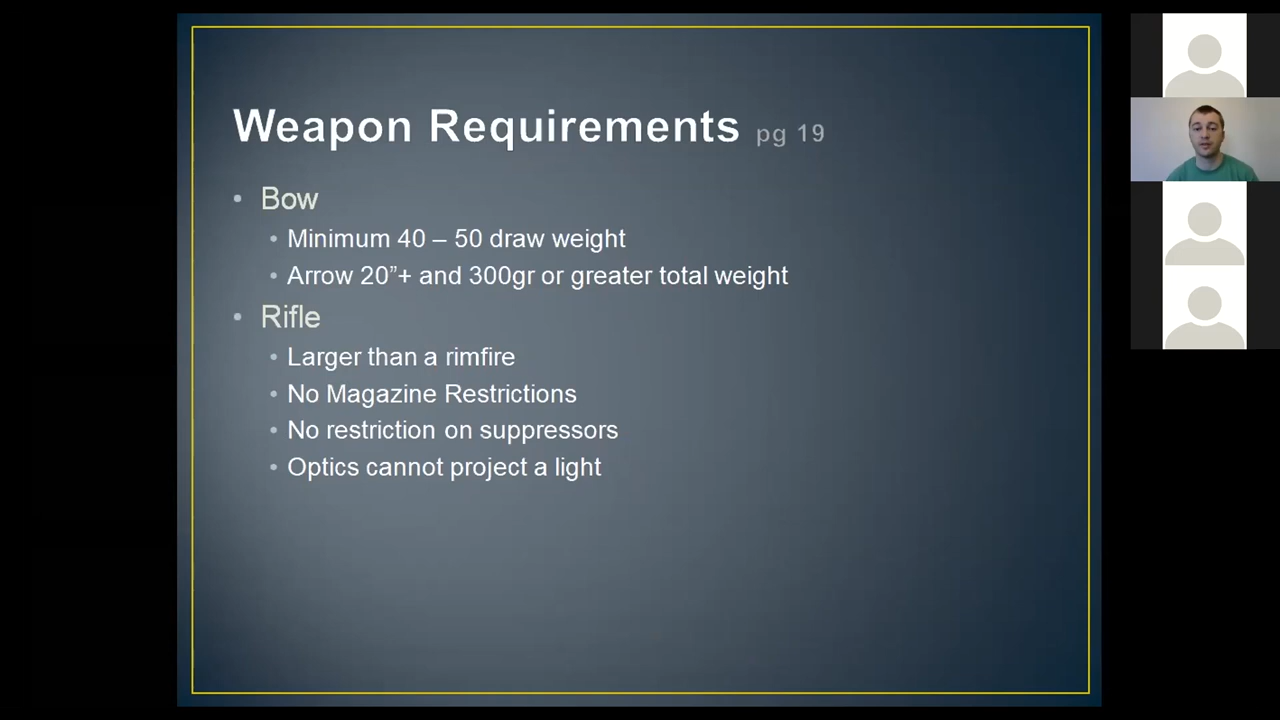 Weapon Requirements pg 19
• Bow
• Minimum 40 – 50 draw weight
• Arrow 20”+ and 300gr or greater total weight
• Rifle
• Larger than a rimfire
• No Magazine Restrictions
• No restriction on suppressors
• Optics cannot project a light